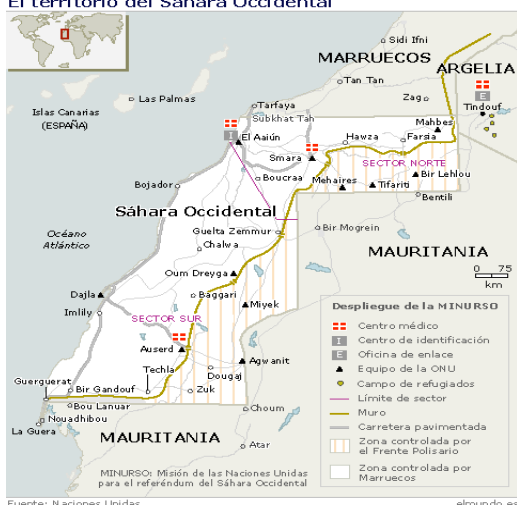 El territorio del Sáhara Occidental
Sidi Ifni
MARRUECOS
ARGELIA
Tan Tan
Zag
Tindouf
E
Las Palmas
Islas Canarias
(ESPAÑA)
Tarfaya
Subkhat Tah
I
El Aaiún
Mahbes
Hawza
Farsia
Smara
SECTOR NORTE
Boucraa
Mehaires
Bir Lehlou
Tifariti
Bojador
Bentili
Sáhara Occidental
Guelta Zemmur
Bir Mogrein
Océano
Atlántico
Chalwa
MAURITANIA
Oum Dreyga
0 75
km
Dajla
Baggari
Imlily
Miyek
SECTOR SUR
Auserd
Agwanit
Techla
Dougaj
Guerguerat
Bir Gandouf
Zuk
Bou Lanuar
Choum
Nouadhibou
La Guera
MAURITANIA
Atar
MINURSO: Misión de las Naciones Unidas
para el referéndum del Sáhara Occidental
Despliegue de la MINURSO
Centro médico
I Centro de identificación
E Oficina de enlace
Equipo de la ONU
Campo de refugiados
Límite de sector
Muro
Carretera pavimentada
Zona controlada por
el Frente Polisario
Zona controlada por
Marruecos
Fuente: Naciones Unidas
elmundo.es